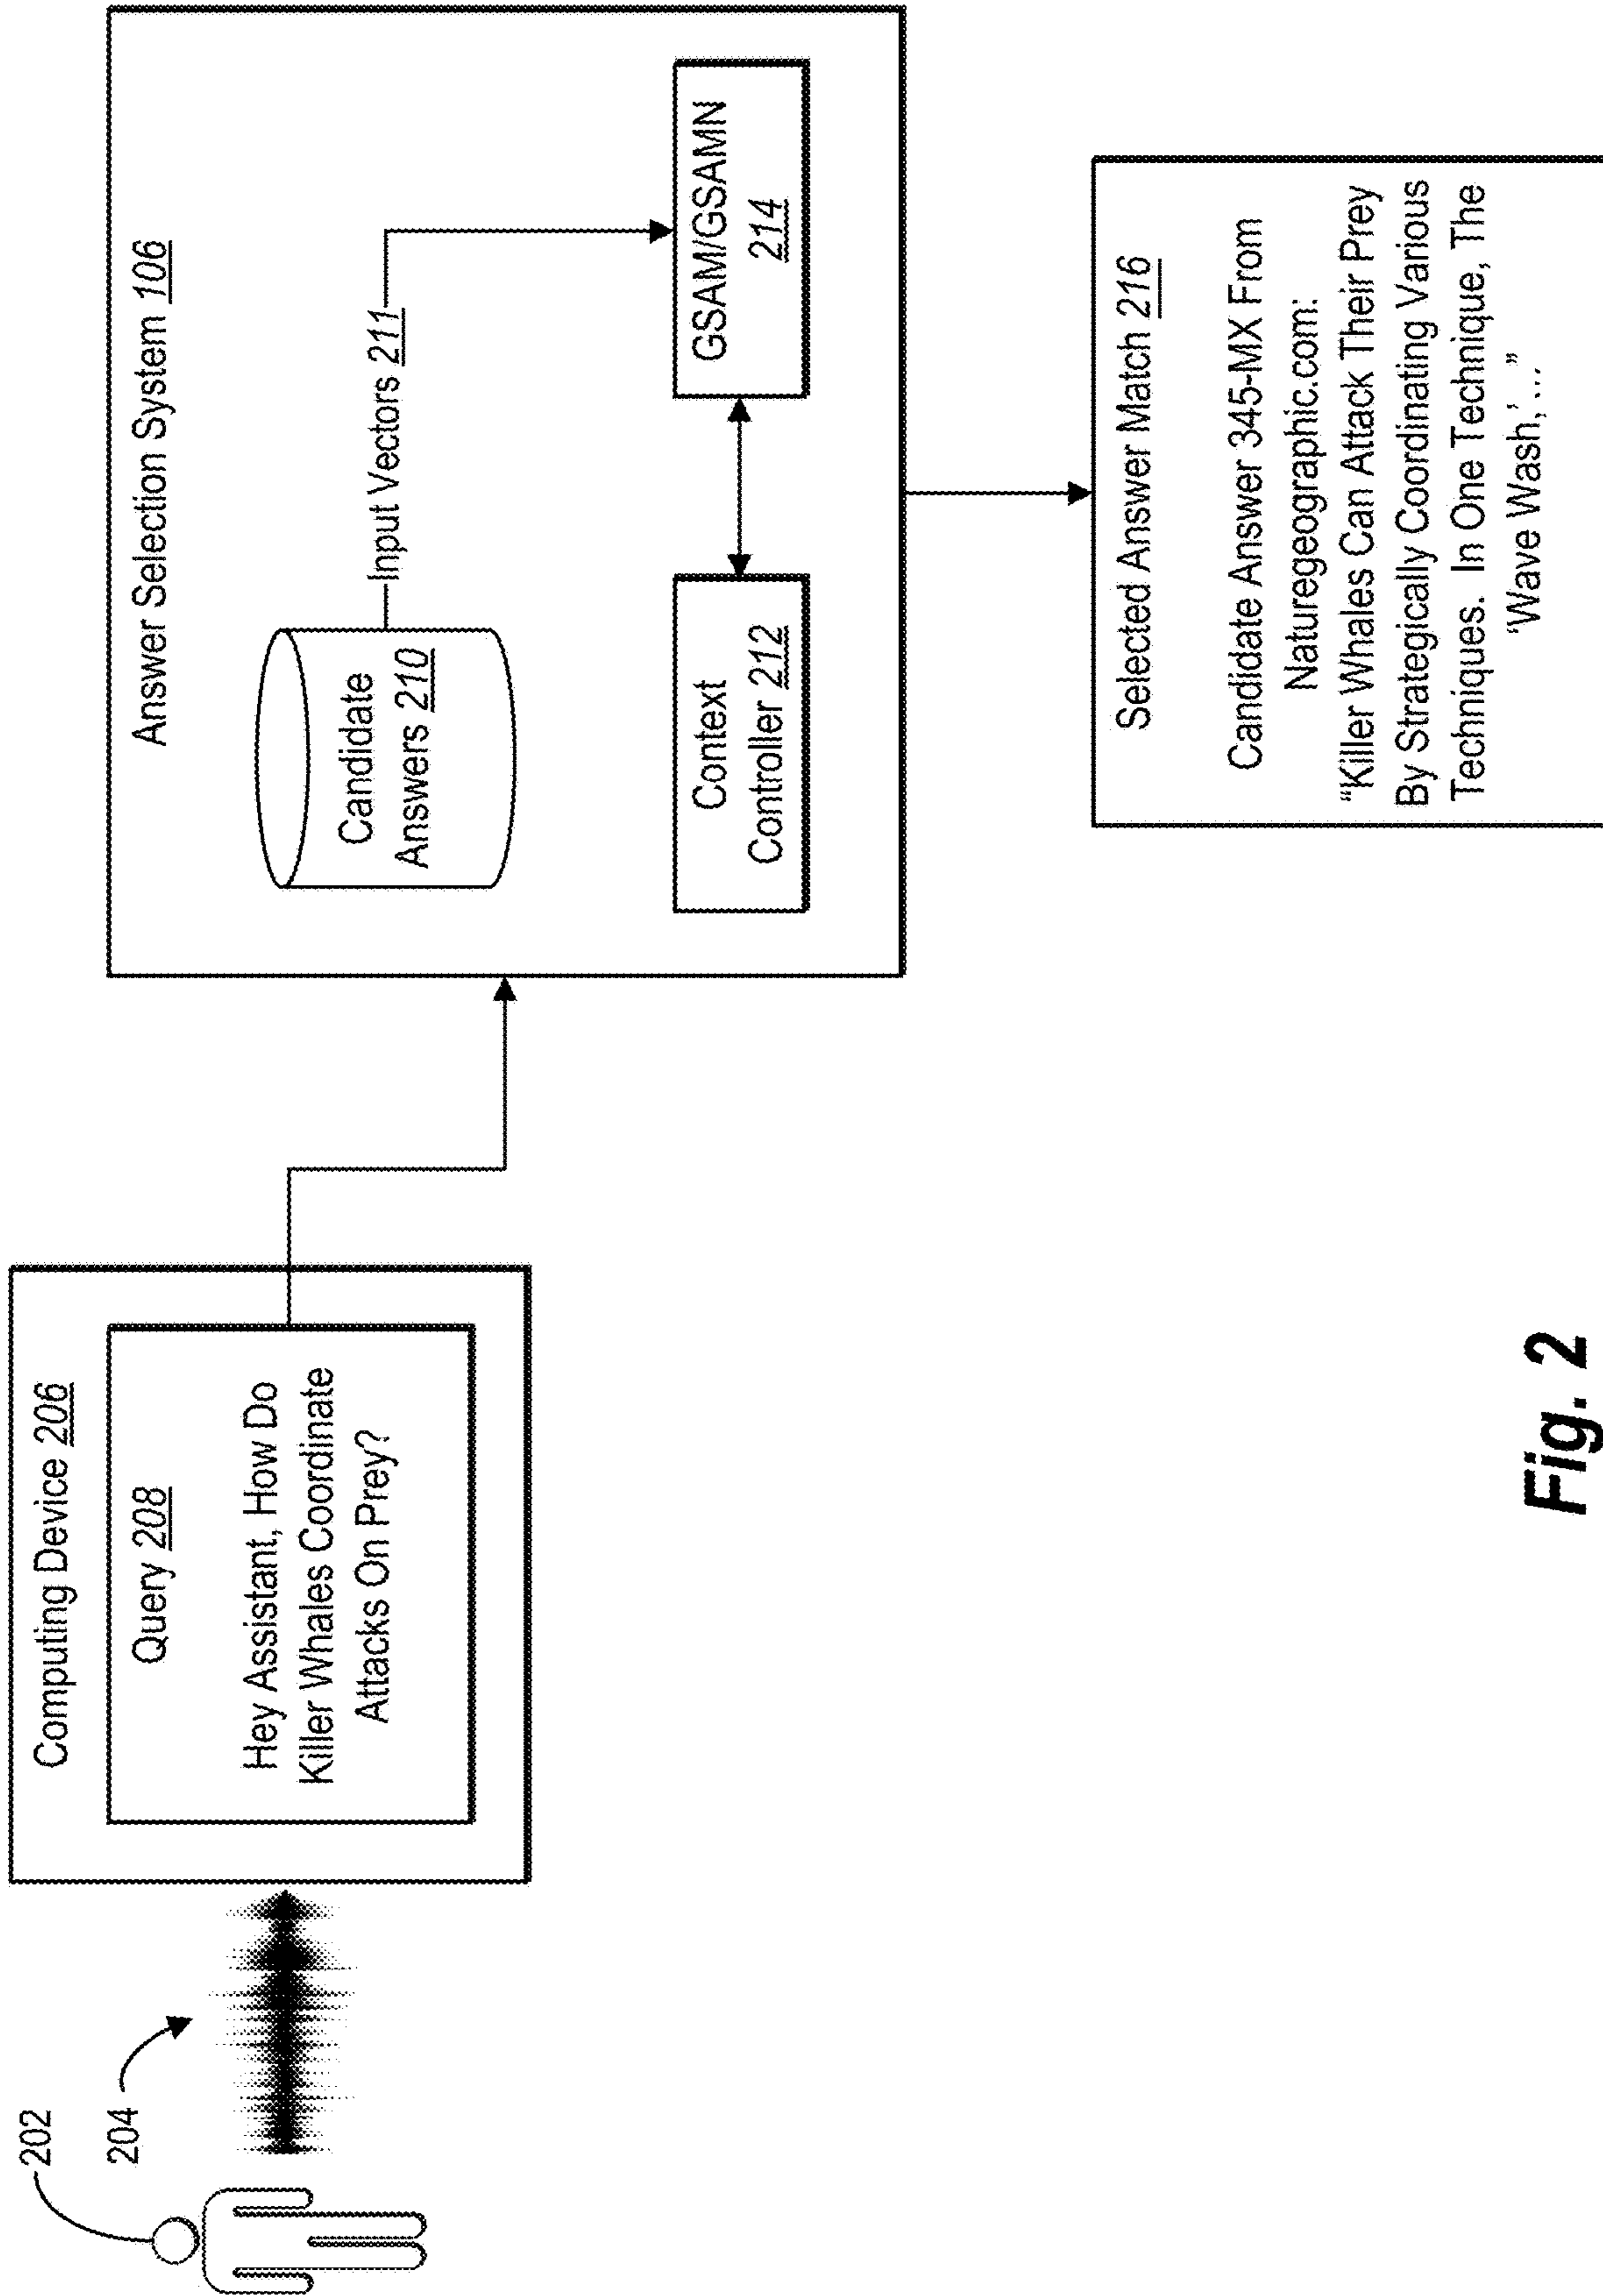 202
204
Computing Device 206
Query 208
Hey Assistant, How Do
Killer Whales Coordinate
Attacks On Prey?
Answer Selection System 106
Candidate
Answers 210
Input Vectors 211
Context
Controller 212
GSAM/GSAMN
214
Selected Answer Match 216
Candidate Answer 345-MX From
Naturegeographic.com:
“Killer Whales Can Attack Their Prey
By Strategically Coordinating Various
Techniques. In One Technique, The
‘Wave Wash,’...”
Fig. 2